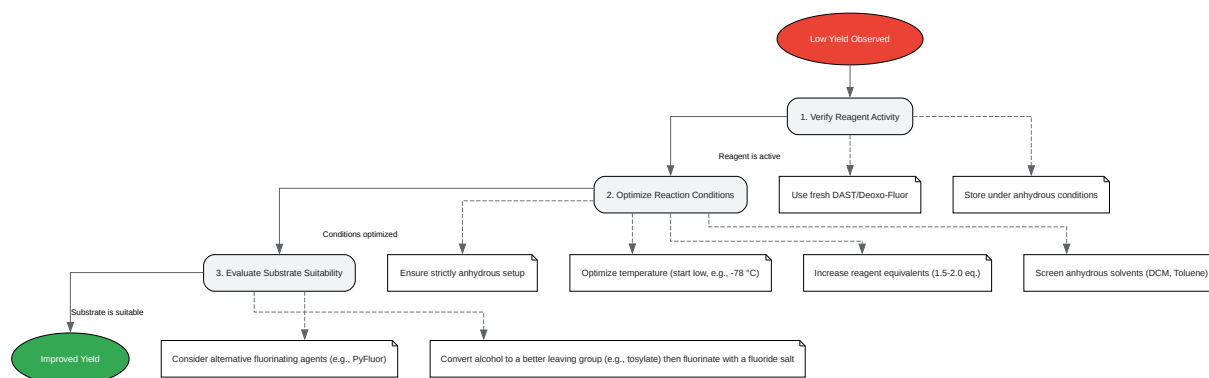 Low Yield Observed
1. Verify Reagent Activity
Reagent is active
2. Optimize Reaction Conditions
Use fresh DAST/Deoxo-Fluor
Store under anhydrous conditions
Conditions optimized
3. Evaluate Substrate Suitability
Ensure strictly anhydrous setup
Optimize temperature (start low, e.g., -78 °C)
Increase reagent equivalents (1.5-2.0 eq.)
Screen anhydrous solvents (DCM, Toluene)
Substrate is suitable
Improved Yield
Consider alternative fluorinating agents (e.g., PyFluor)
Convert alcohol to a better leaving group (e.g., tosylate) then fluorinate with a fluoride salt